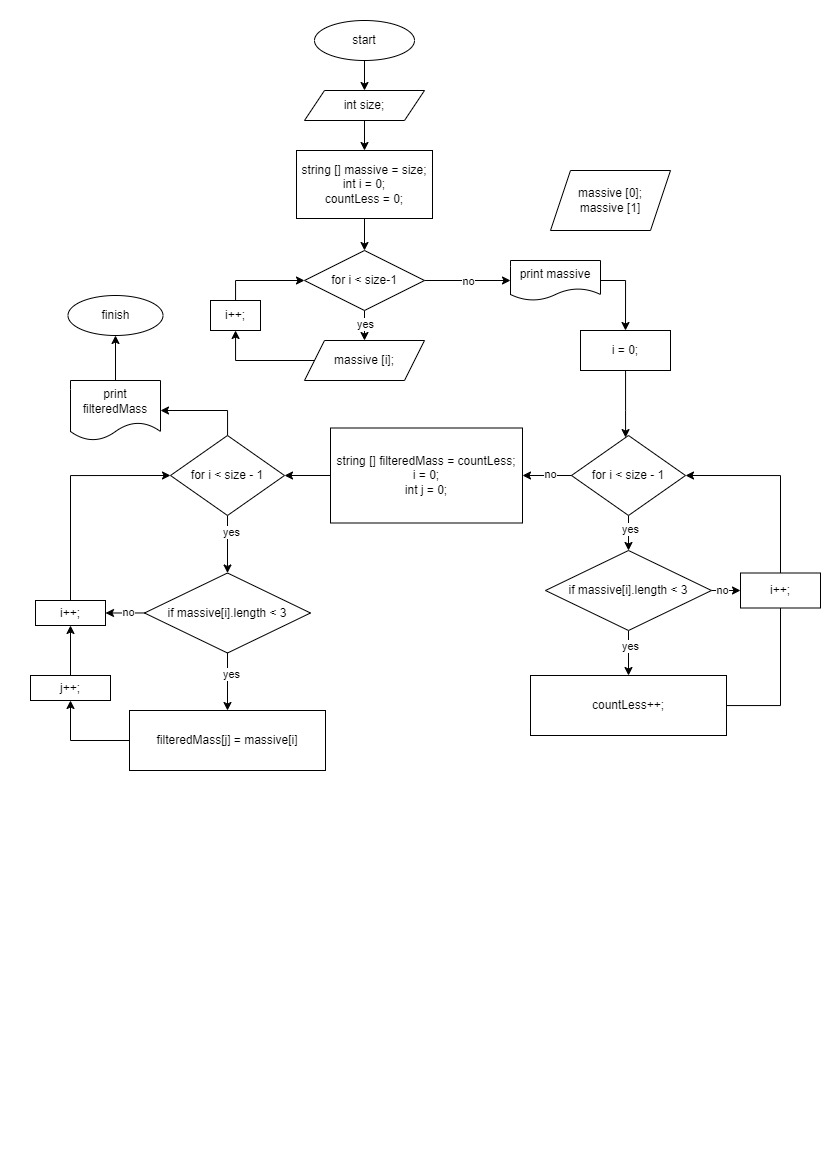 start
int size;
string [] massive = size;
int i = 0;
countLess = 0;
massive [0];
massive [1]
for i < size-1
no
print massive
yes
i++;
massive [i];
finish
i = 0;
print
filteredMass
for i < size - 1
string [] filteredMass = countLess;
i = 0;
int j = 0;
no
for i < size - 1
yes
yes
if massive[i].length < 3
no
i++;
i++;
no
if massive[i].length < 3
yes
yes
j++;
countLess++;
filteredMass[j] = massive[i]